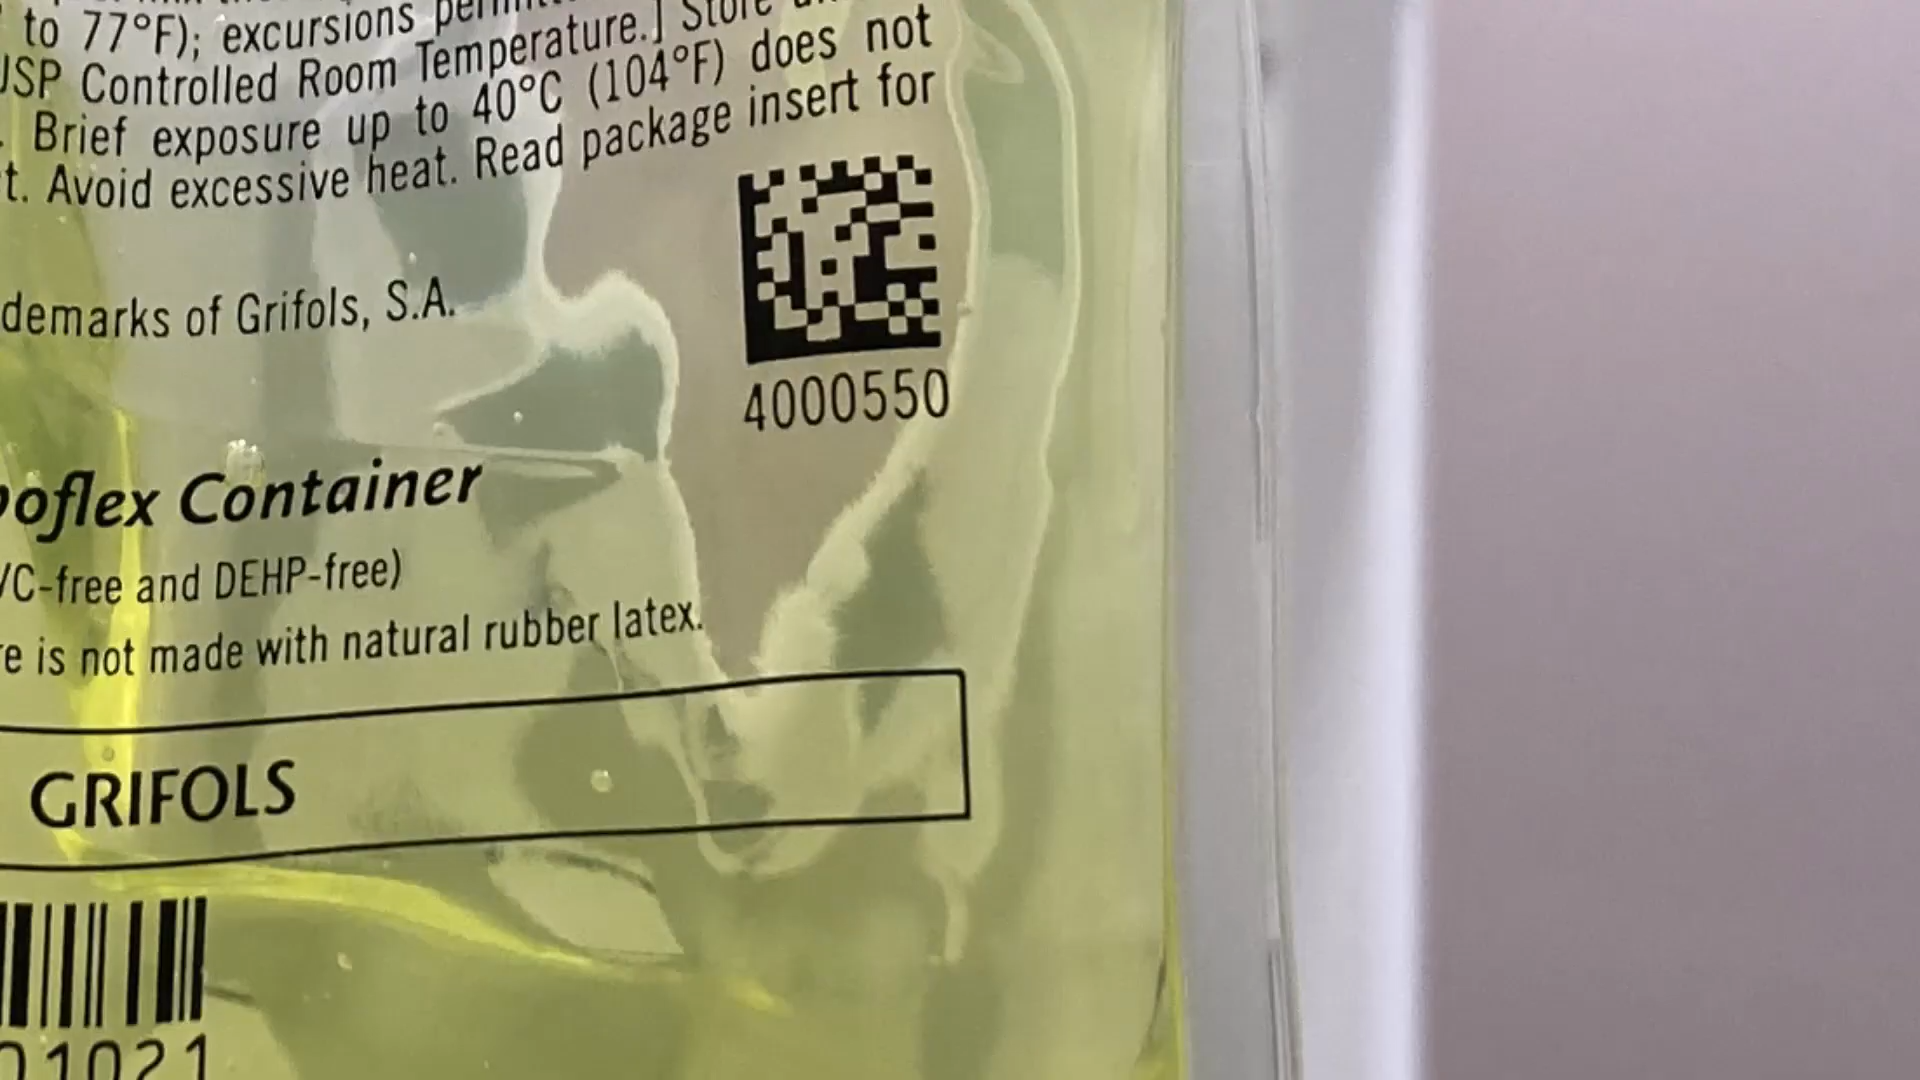 to 77°F); excursions
USP Controlled Room Temperature.] Store
. Brief exposure up to 40°C (104°F) does not
t. Avoid excessive heat. Read package insert for
demarks of Grifols, S.A.
4000550
oflex Container
VC-free and DEHP-free)
e is not made with natural rubber latex.
GRIFOLS
01021